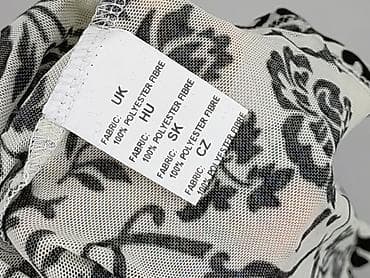 UK
FABRIC:
100% POLYESTER FIBRE
HU
FABRIC:
100% POLYESTER FIBRE
SK
FABRIC:
100% POLYESTER FIBRE
CZ
FABRIC:
100% POLYESTER FIBRE